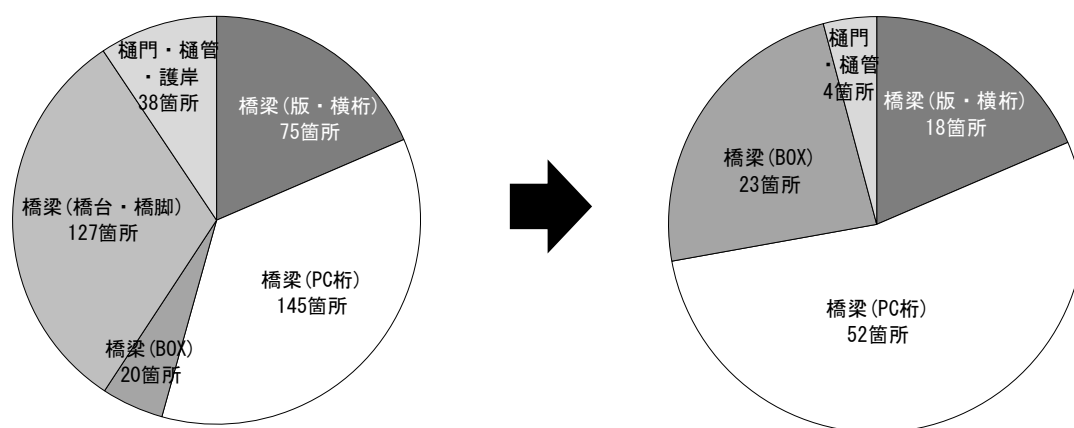 樋門・樋管
・護岸
38箇所
橋梁(版・横桁)
75箇所
橋梁(橋台・橋脚)
127箇所
橋梁(PC桁)
145箇所
橋梁(BOX)
20箇所
樋門
・樋管
4箇所
橋梁(版・横桁)
18箇所
橋梁(BOX)
23箇所
橋梁(PC桁)
52箇所